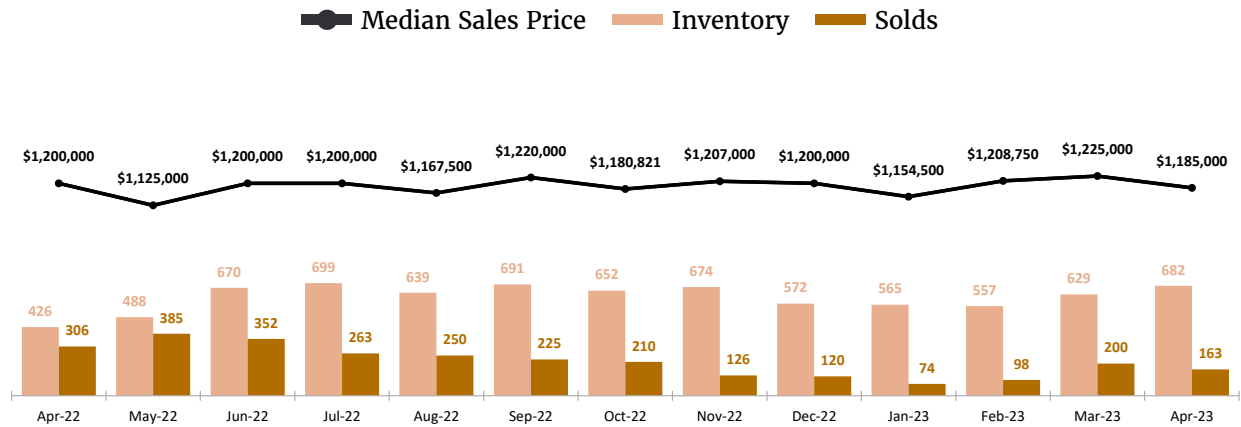 Median Sales Price Inventory Solds
$1,200,000 $1,125,000 $1,200,000 $1,200,000 $1,167,500 $1,220,000 $1,180,821 $1,207,000 $1,200,000 $1,154,500 $1,208,750 $1,225,000 $1,185,000
426 488 670 699 639 691 652 674 572 565 557 629 682
306 385 352 263 250 225 210 126 120 74 98 200 163
Apr-22 May-22 Jun-22 Jul-22 Aug-22 Sep-22 Oct-22 Nov-22 Dec-22 Jan-23 Feb-23 Mar-23 Apr-23